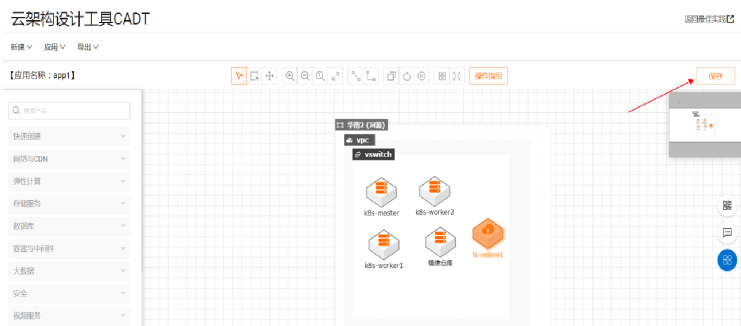 云架构设计工具CADT
返回最佳实践
新建 应用 导出
【应用名称：app1】
操作指引
保存
搜索产品
快速创建
网络与CDN
弹性计算
存储服务
数据库
容器与中间件
大数据
安全
视频服务
华南2 (河源)
vpc
vswitch
k8s-master
k8s-worker2
k8s-worker1
镜像仓库
ls-velero1